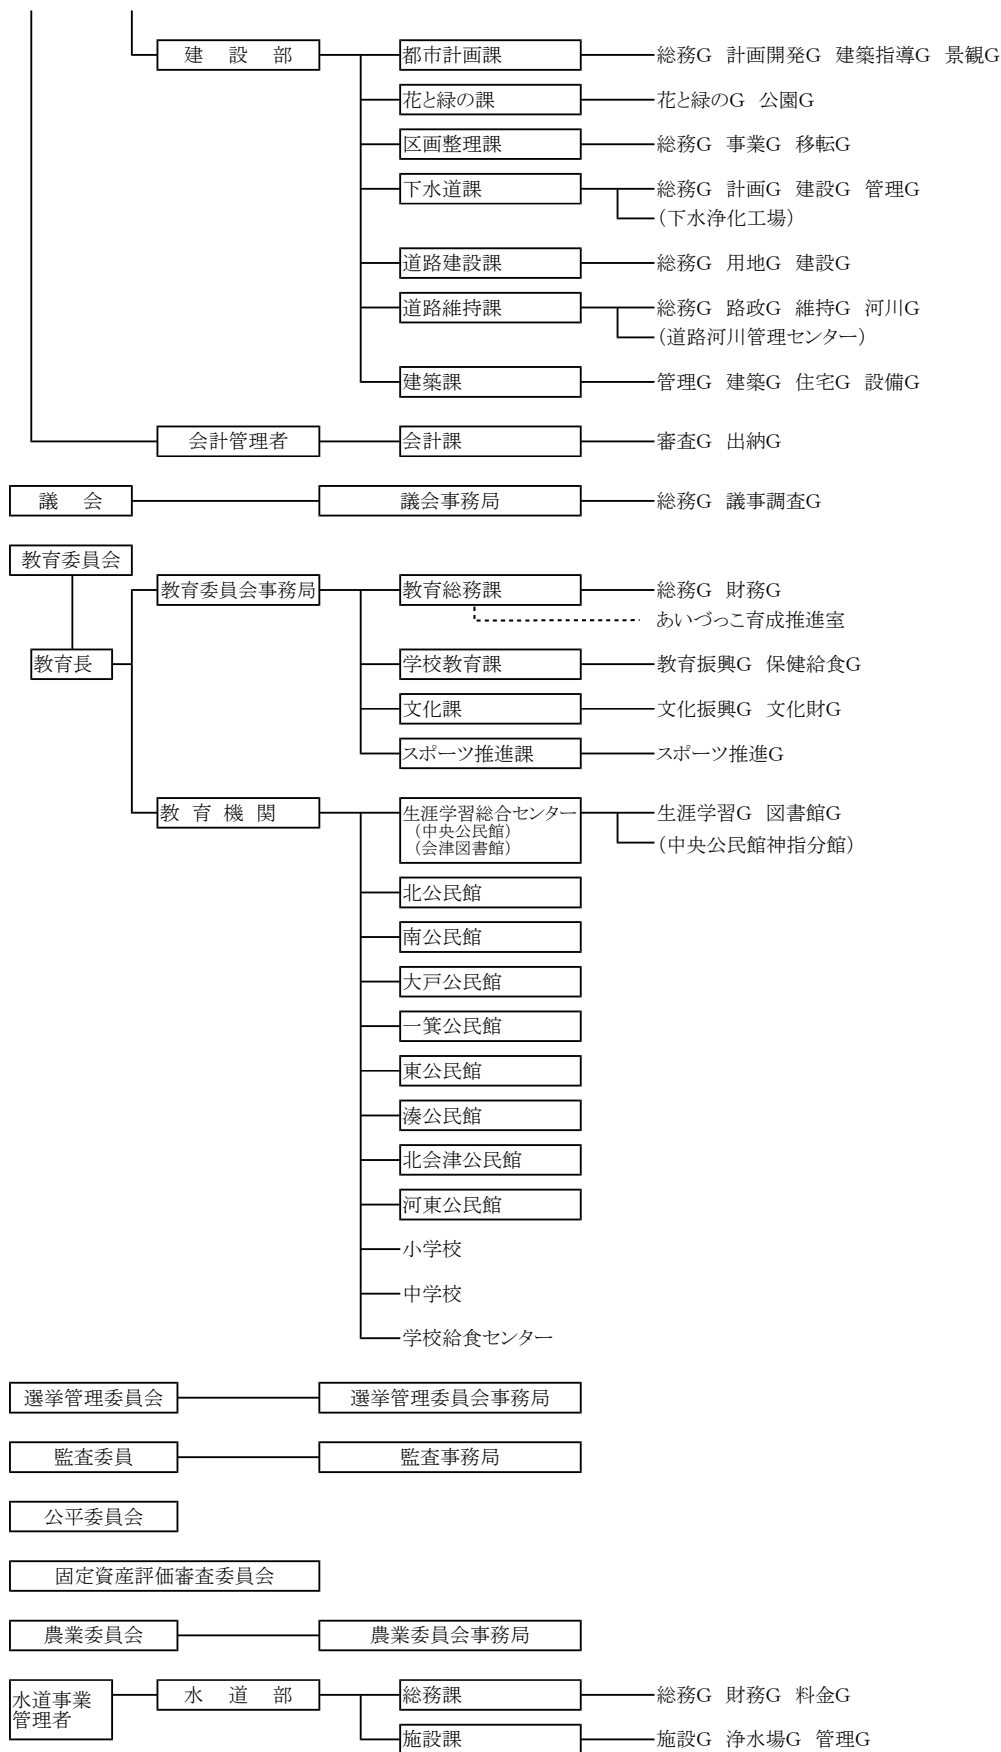 建　設　部　都市計画課　総務G　計画開発G　建築指導G　景観G
花と緑の課　花と緑のG　公園G
区画整理課　総務G　事業G　移転G
下水道課　総務G　計画G　建設G　管理G
（下水浄化工場）
道路建設課　総務G　用地G　建設G
道路維持課　総務G　路政G　維持G　河川G
（道路河川管理センター）
建築課　管理G　建築G　住宅G　設備G
会計管理者　会計課　審査G　出納G
議　会　議会事務局　総務G　議事調査G
教育委員会
教育委員会事務局　教育総務課　総務G　財務G
あいづっこ育成推進室
教育長　学校教育課　教育振興G　保健給食G
文化課　文化振興G　文化財G
スポーツ推進課　スポーツ推進G
教 育 機 関　生涯学習総合センター　生涯学習G　図書館G
（中央公民館）
（会津図書館）
（中央公民館神指分館）
北公民館
南公民館
大戸公民館
一箕公民館
東公民館
湊公民館
北会津公民館
河東公民館
小学校
中学校
学校給食センター
選挙管理委員会　選挙管理委員会事務局
監査委員　監査事務局
公平委員会
固定資産評価審査委員会
農業委員会　農業委員会事務局
水道事業
管理者
水　道　部　総務課　総務G　財務G　料金G
施設課　施設G　浄水場G　管理G